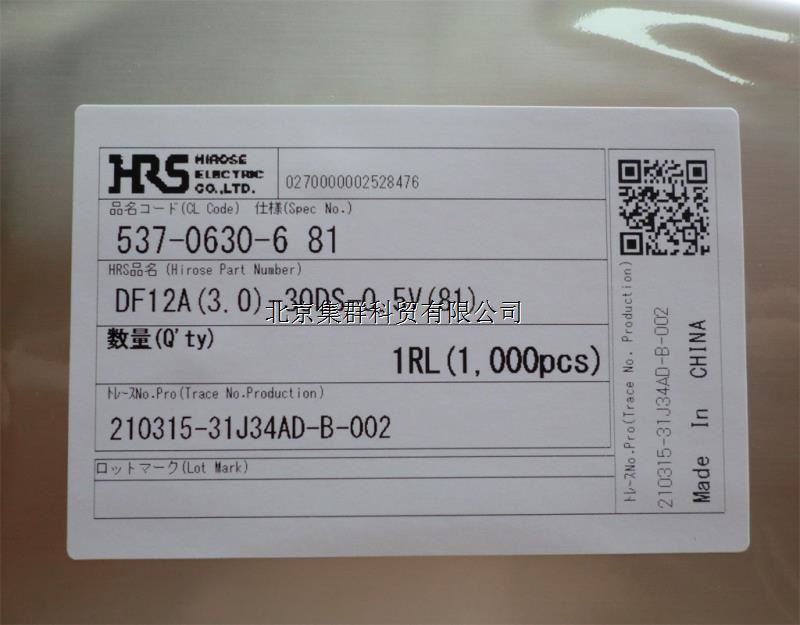 HRS HIROSE
ELECTRIC
CO.,LTD.
0270000002528476
品名コード(CL Code) 仕様(Spec No.)
537-0630-6 81
HRS品名 (Hirose Part Number)
DF12A(3.0)-30DS-0.5V(81)
北京集群科贸有限公司
数量(Q'ty)
1RL(1,000pcs)
ﾄﾚｰｽNo.Pro(Trace No.Production)
210315-31J34AD-B-002
ロットマーク(Lot Mark)
ﾄﾚｰｽNo.Pro(Trace No. Production)
210315-31J34AD-B-002
Made In CHINA